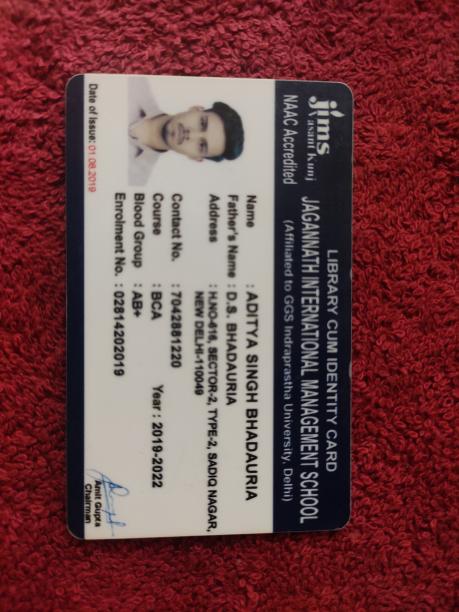 LIBRARY CUM IDENTITY CARD
jims
Vasant Kunj
NAAC Accredited
JAGANNATH INTERNATIONAL MANAGEMENT SCHOOL
(Affiliated to GGS Indraprastha University, Delhi)
Name : ADITYA SINGH BHADAURIA
Father's Name : D.S. BHADAURIA
Address : H.NO-616, SECTOR-2, TYPE-2, SADIQ NAGAR,
NEW DELHI-110049
Contact No. : 7042881220
Course : BCA Year : 2019-2022
Blood Group : AB+
Enrolment No. : 02814202019
Date of Issue: 01.08.2019
Amit Gupta
Chairman